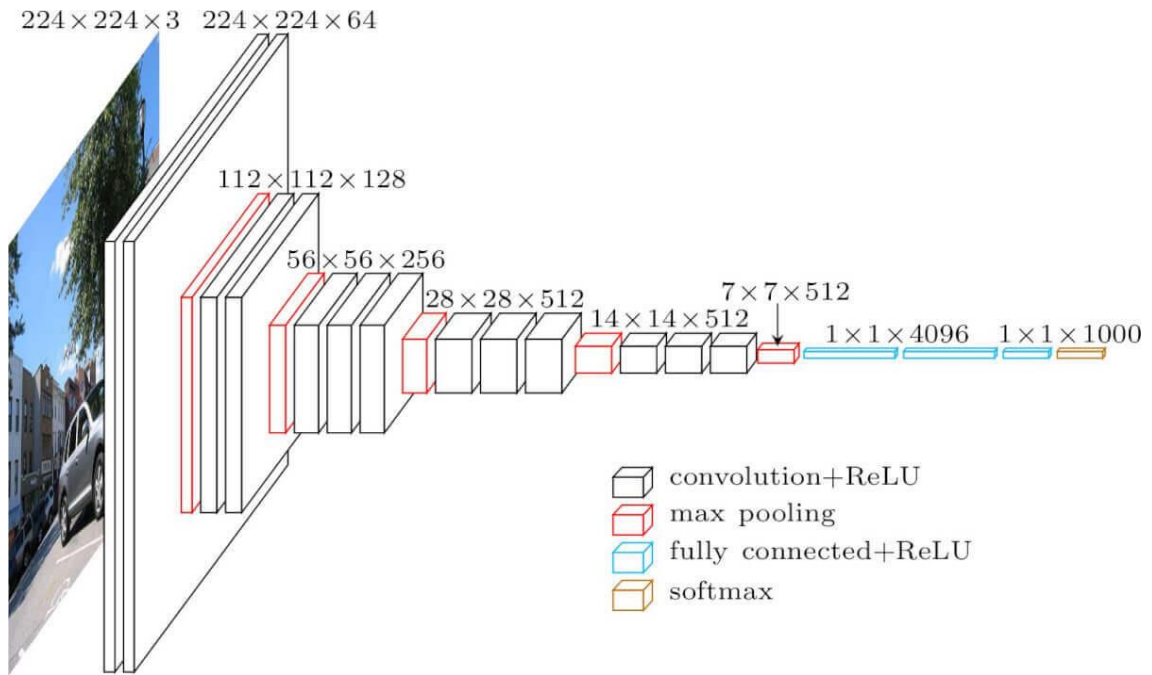 224 × 224 × 3
224 × 224 × 64
112 × 112 × 128
56 × 56 × 256
28 × 28 × 512
14 × 14 × 512
7 × 7 × 512
1 × 1 × 4096
1 × 1 × 1000
convolution+ReLU
max pooling
fully connected+ReLU
softmax